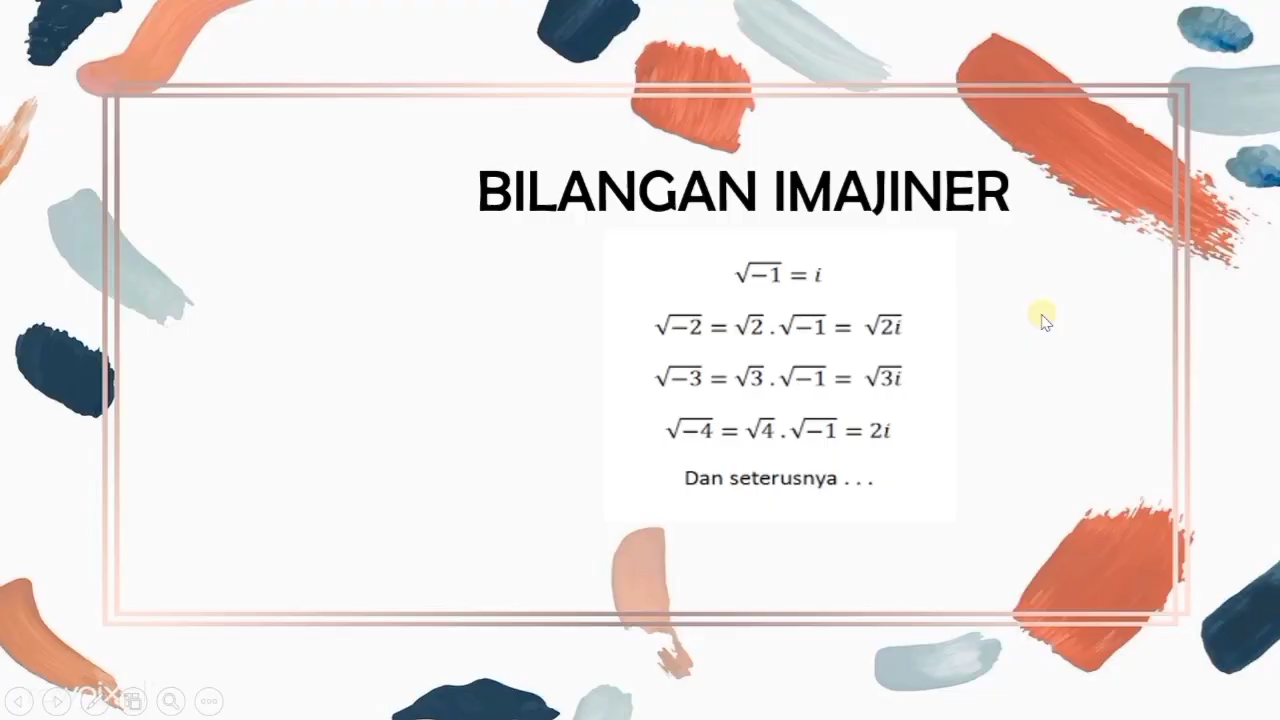 BILANGAN IMAJINER
√−1 = i
√−2 = √2 . √−1 = √2i
√−3 = √3 . √−1 = √3i
√−4 = √4 . √−1 = 2i
Dan seterusnya . . .